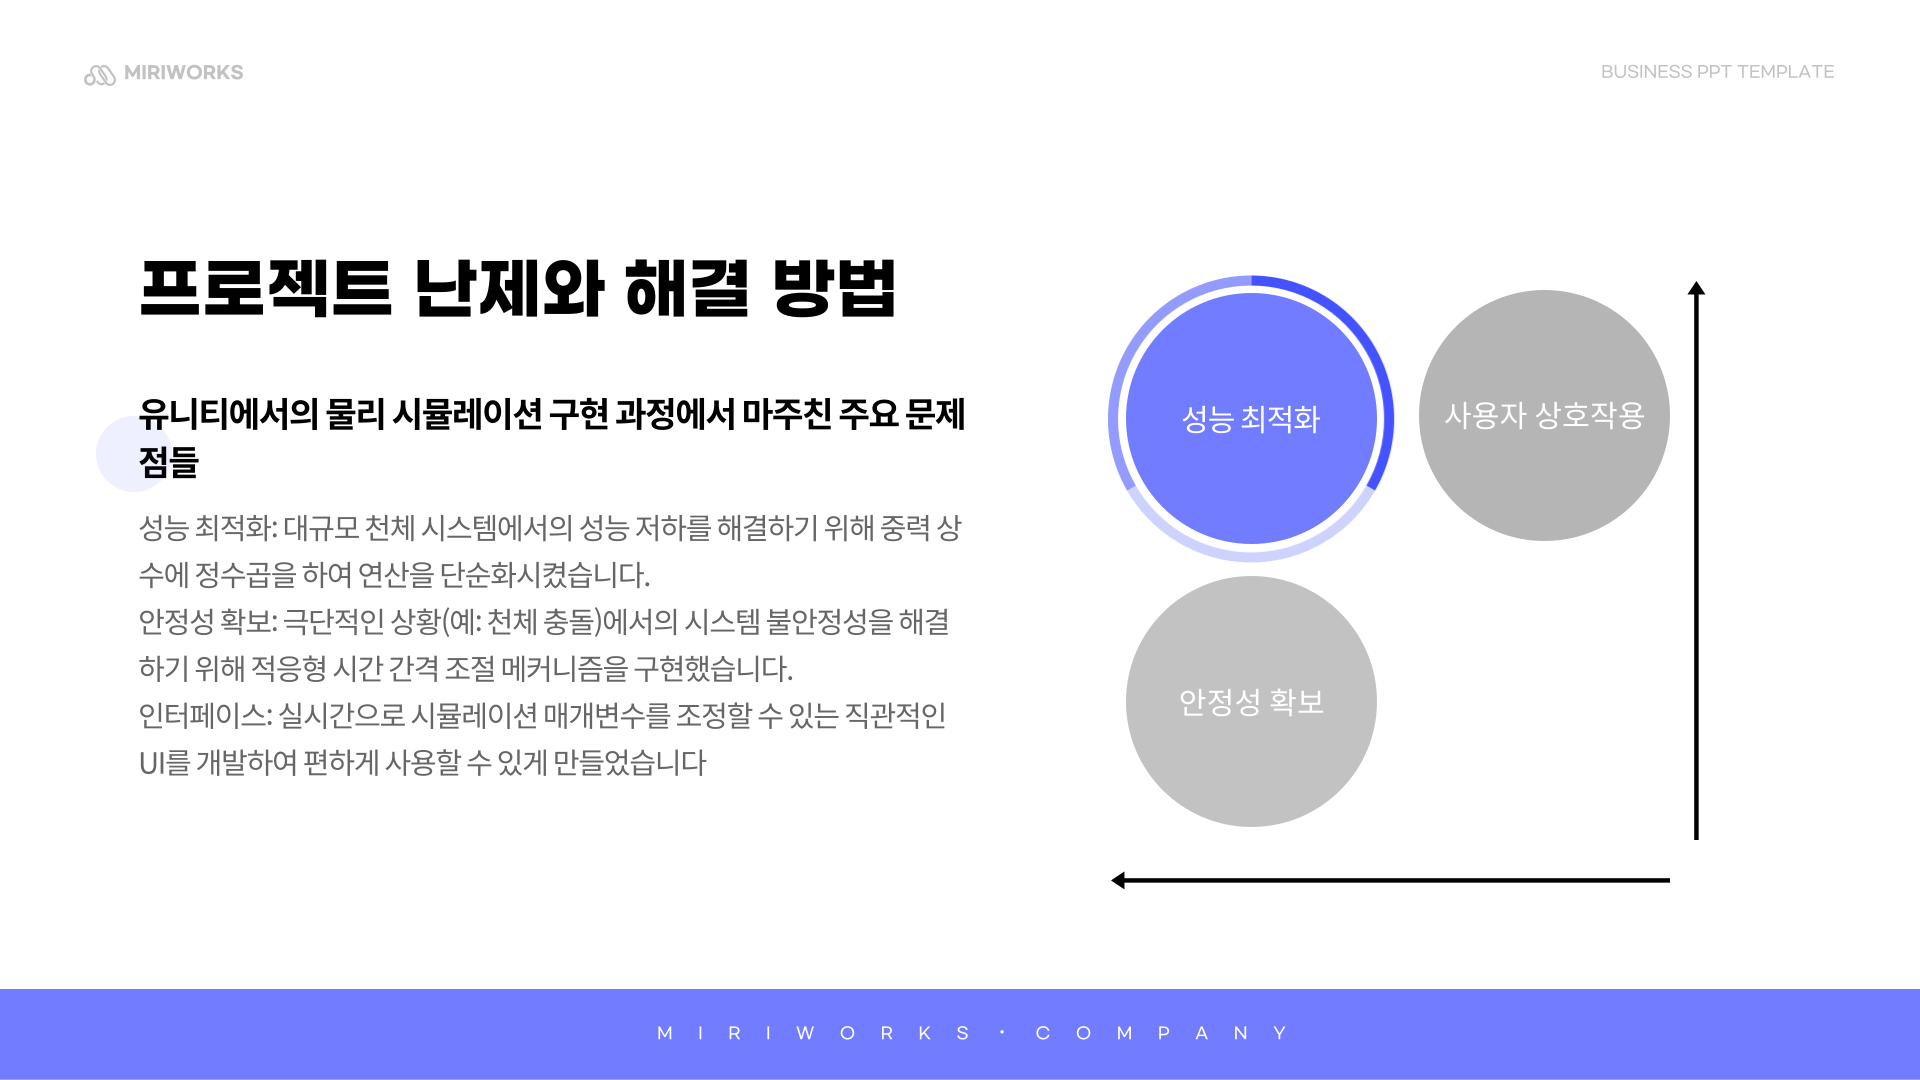 MIRIWORKS
BUSINESS PPT TEMPLATE
프로젝트 난제와 해결 방법
유니티에서의 물리 시뮬레이션 구현 과정에서 마주친 주요 문제
점들
성능 최적화: 대규모 천체 시스템에서의 성능 저하를 해결하기 위해 중력 상
수에 정수곱을 하여 연산을 단순화시켰습니다.
안정성 확보: 극단적인 상황(예: 천체 충돌)에서의 시스템 불안정성을 해결
하기 위해 적응형 시간 간격 조절 메커니즘을 구현했습니다.
인터페이스: 실시간으로 시뮬레이션 매개변수를 조정할 수 있는 직관적인
UI를 개발하여 편하게 사용할 수 있게 만들었습니다
성능 최적화
사용자 상호작용
안정성 확보
MIRIWORKS·COMPANY